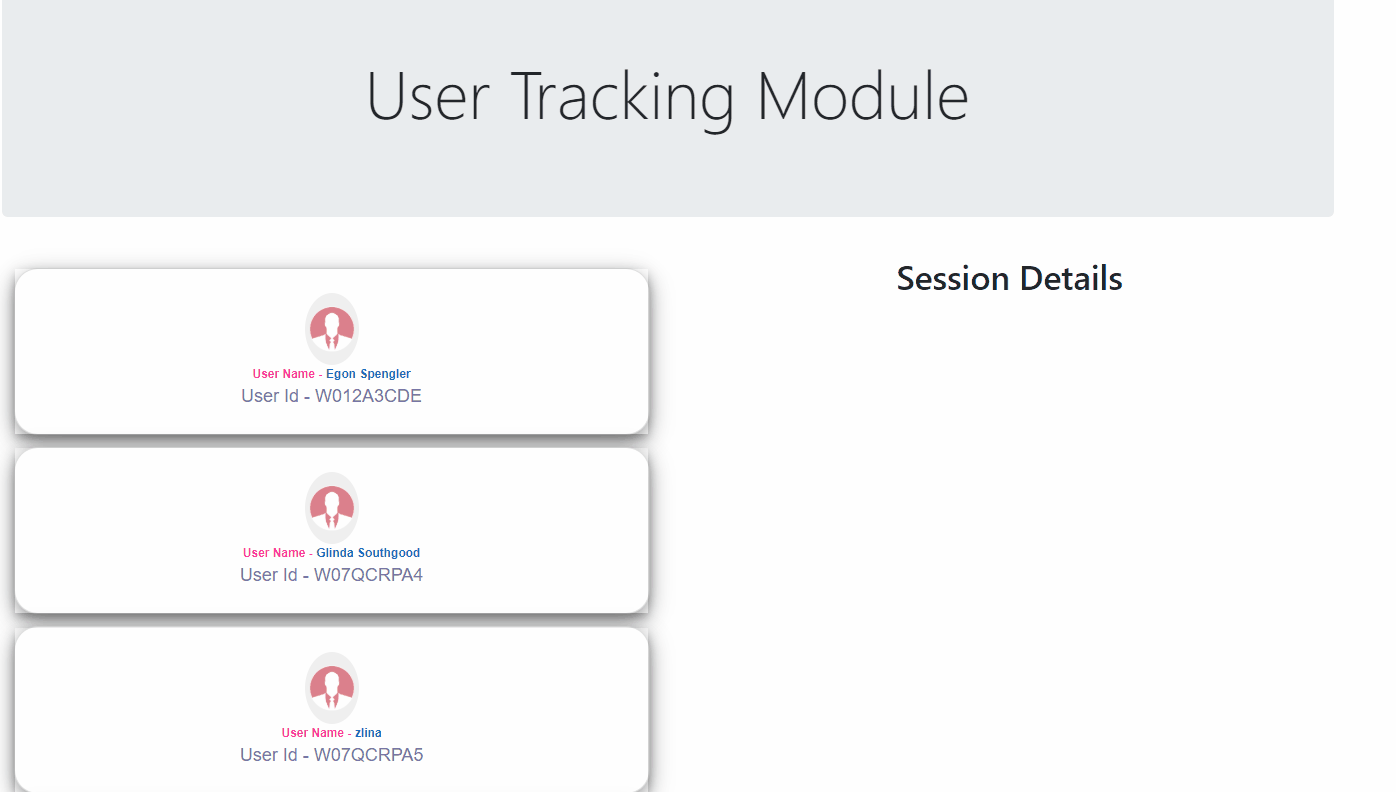 User Tracking Module
Session Details
User Name - Egon Spengler
User Id - W012A3CDE
User Name - Glinda Southgood
User Id - W07QCRPA4
User Name - zlina
User Id - W07QCRPA5